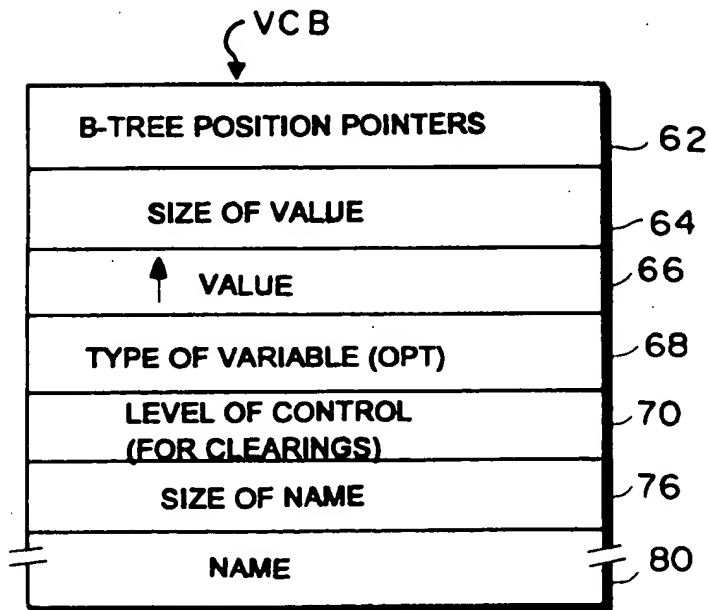 VCB
B-TREE POSITION POINTERS
62
SIZE OF VALUE
64
↑ VALUE
66
TYPE OF VARIABLE (OPT)
68
LEVEL OF CONTROL
(FOR CLEARINGS)
70
SIZE OF NAME
76
NAME
80